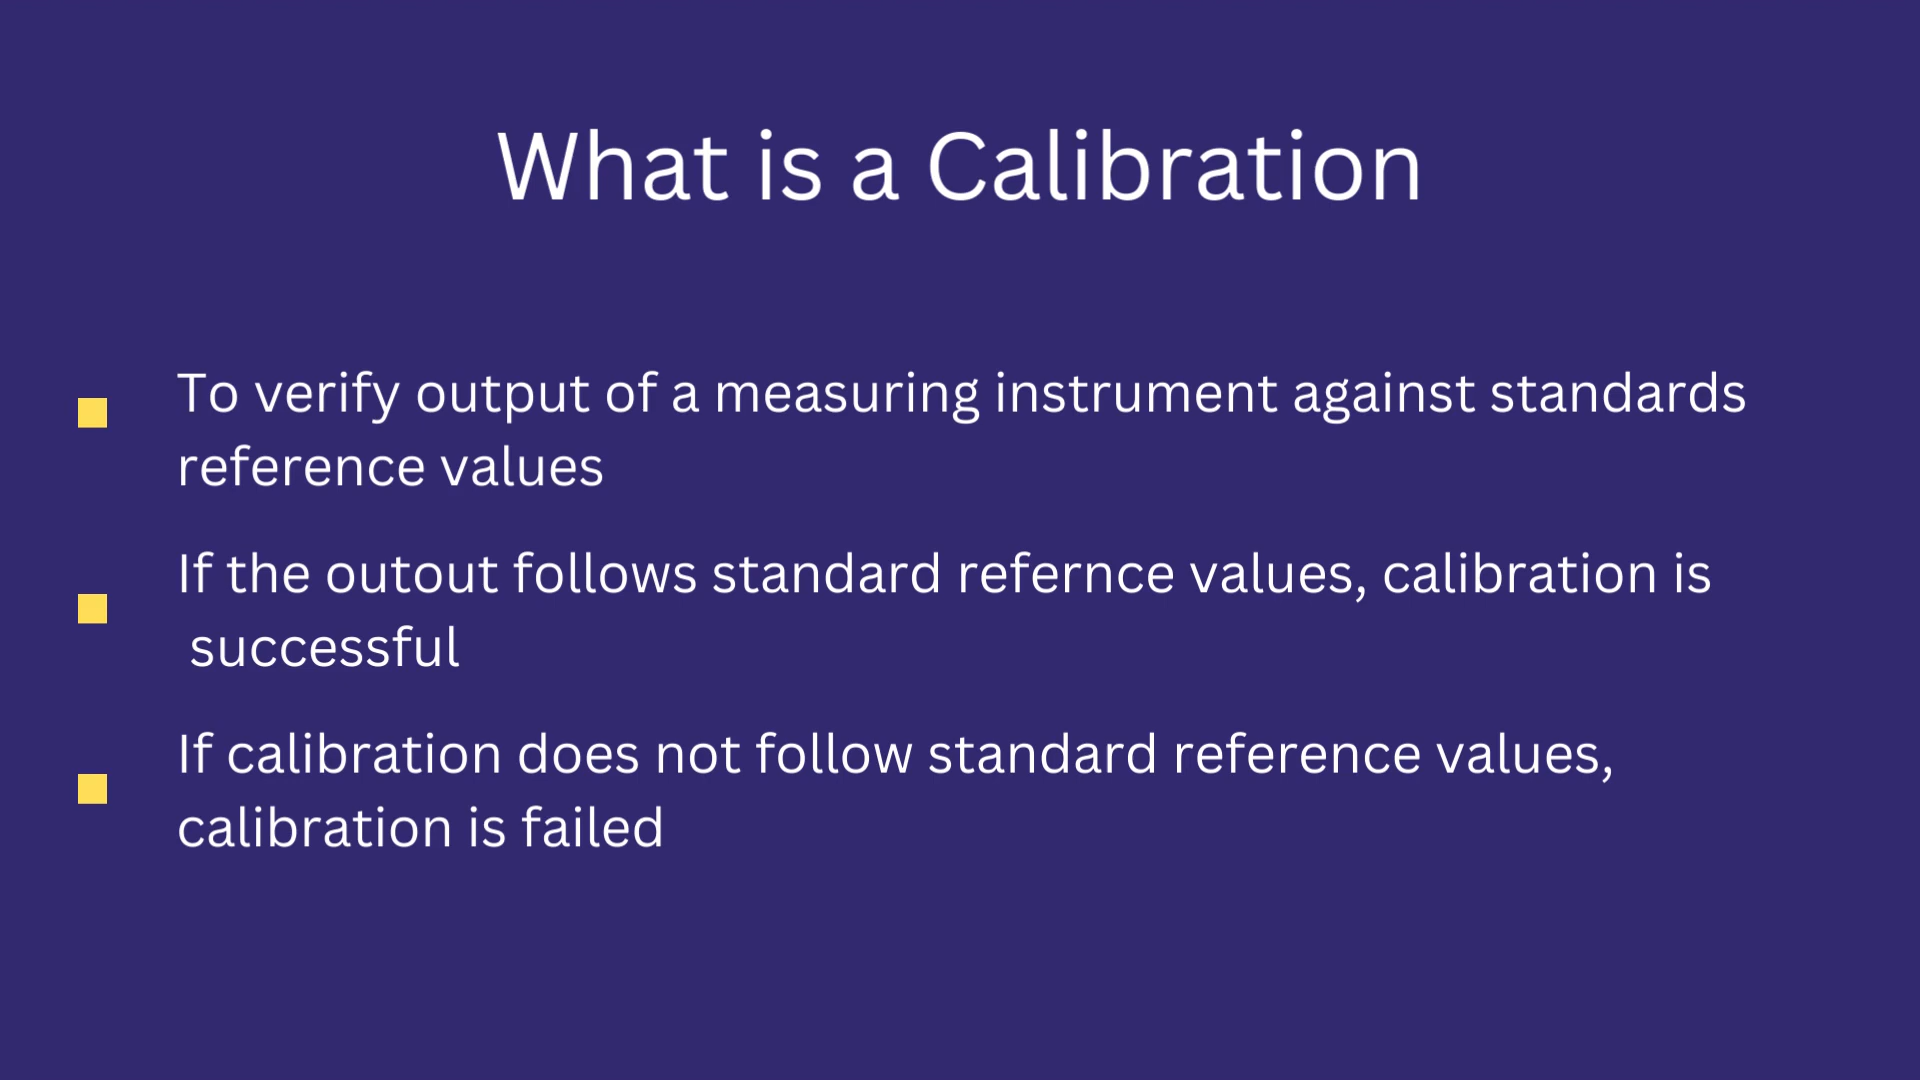 What is a Calibration
To verify output of a measuring instrument against standards
reference values
If the outout follows standard refernce values, calibration is
successful
If calibration does not follow standard reference values,
calibration is failed